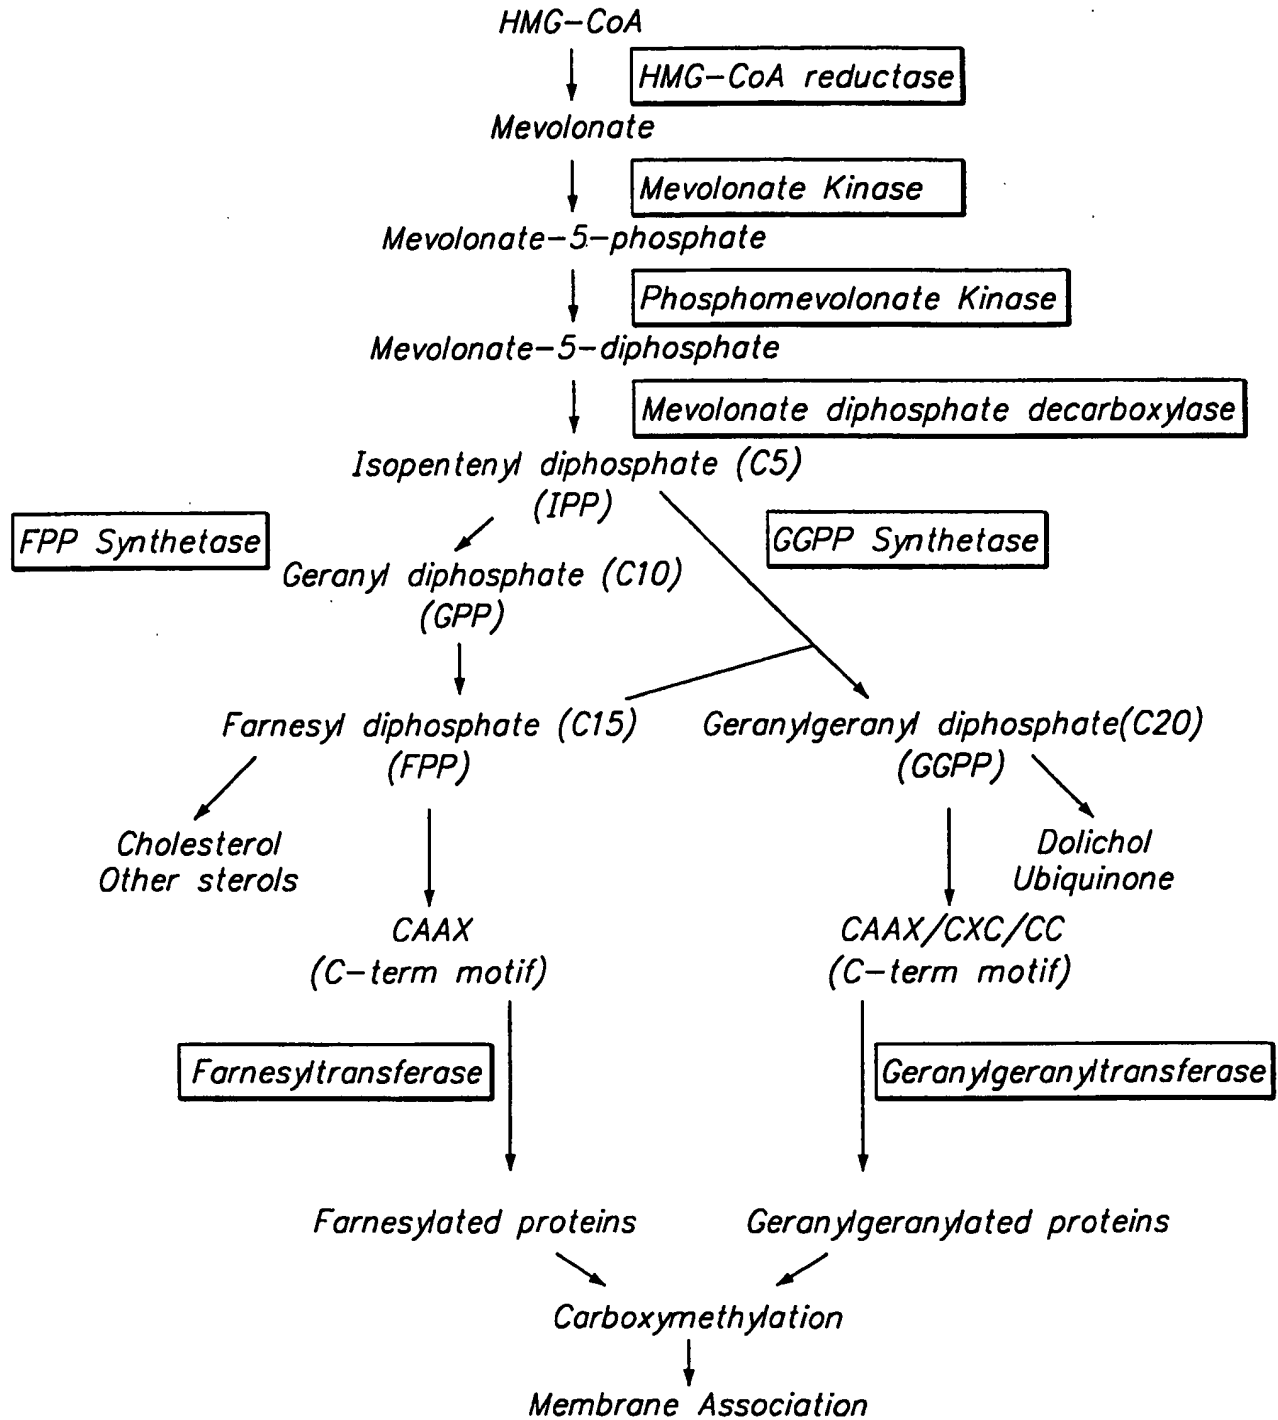 HMG-CoA
HMG-CoA reductase
Mevolonate
Mevolonate Kinase
Mevolonate-5-phosphate
Phosphomevolonate Kinase
Mevolonate-5-diphosphate
Mevolonate diphosphate decarboxylase
Isopentenyl diphosphate (C5)
(IPP)
FPP Synthetase
GGPP Synthetase
Geranyl diphosphate (C10)
(GPP)
Farnesyl diphosphate (C15)
(FPP)
Geranylgeranyl diphosphate(C20)
(GGPP)
Cholesterol
Other sterols
Dolichol
Ubiquinone
CAAX
(C-term motif)
CAAX/CXC/CC
(C-term motif)
Farnesyltransferase
Geranylgeranyltransferase
Farnesylated proteins
Geranylgeranylated proteins
Carboxymethylation
Membrane Association